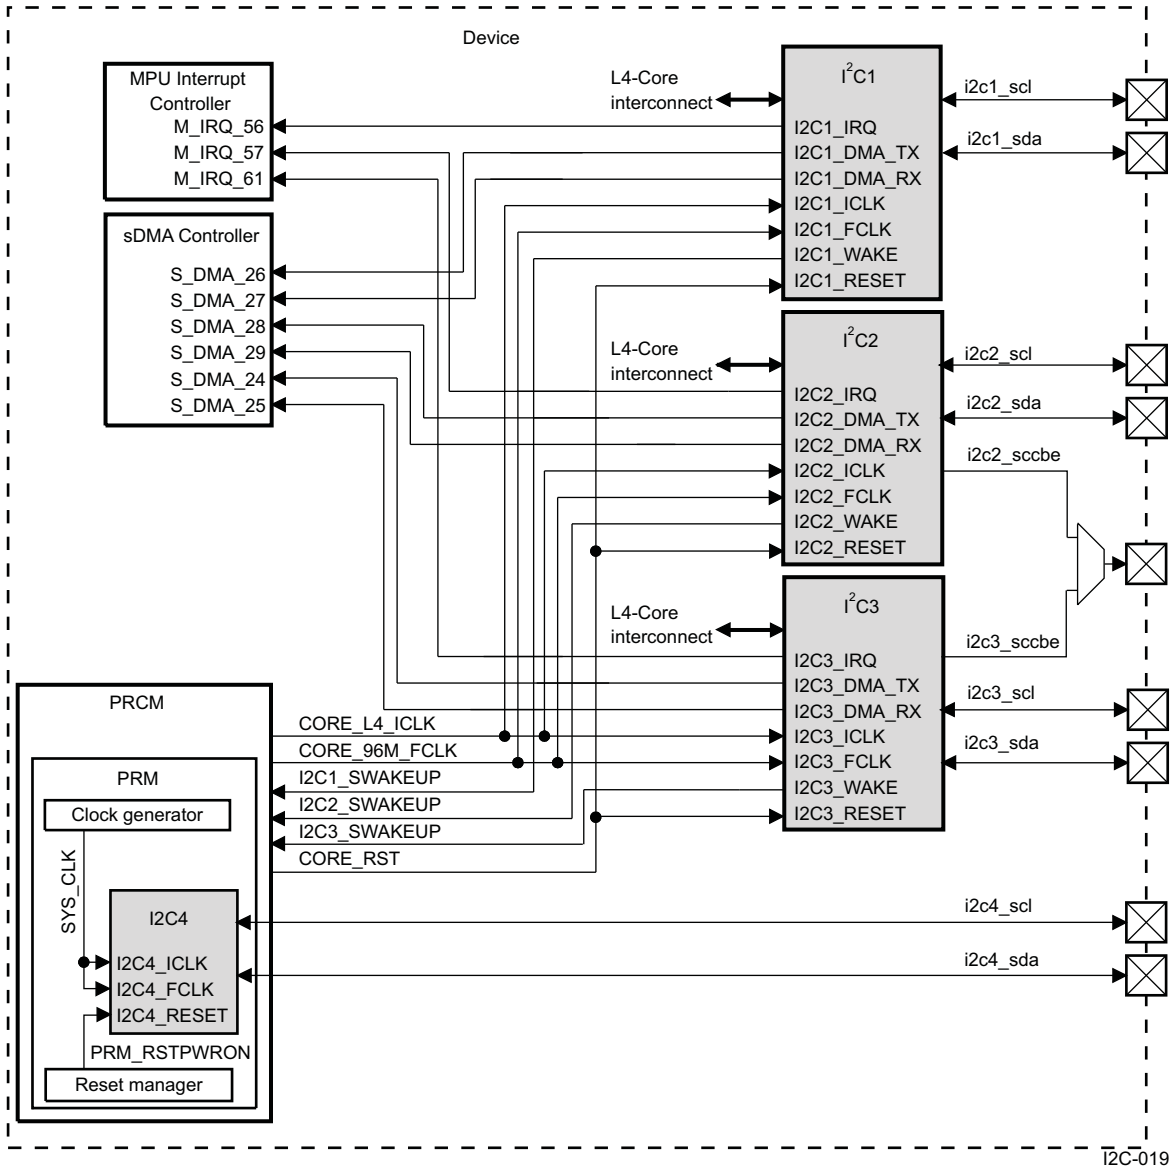 Device
MPU Interrupt
Controller
M_IRQ_56
M_IRQ_57
M_IRQ_61
sDMA Controller
S_DMA_26
S_DMA_27
S_DMA_28
S_DMA_29
S_DMA_24
S_DMA_25
L4-Core
interconnect
I²C1
I2C1_IRQ
I2C1_DMA_TX
I2C1_DMA_RX
I2C1_ICLK
I2C1_FCLK
I2C1_WAKE
I2C1_RESET
i2c1_scl
i2c1_sda
L4-Core
interconnect
I²C2
I2C2_IRQ
I2C2_DMA_TX
I2C2_DMA_RX
I2C2_ICLK
I2C2_FCLK
I2C2_WAKE
I2C2_RESET
i2c2_scl
i2c2_sda
i2c2_sccbe
L4-Core
interconnect
I²C3
I2C3_IRQ
I2C3_DMA_TX
I2C3_DMA_RX
I2C3_ICLK
I2C3_FCLK
I2C3_WAKE
I2C3_RESET
i2c3_sccbe
i2c3_scl
i2c3_sda
PRCM
CORE_L4_ICLK
CORE_96M_FCLK
I2C1_SWAKEUP
I2C2_SWAKEUP
I2C3_SWAKEUP
CORE_RST
PRM
Clock generator
SYS_CLK
I2C4
I2C4_ICLK
I2C4_FCLK
I2C4_RESET
PRM_RSTPWRON
Reset manager
i2c4_scl
i2c4_sda
I2C-019